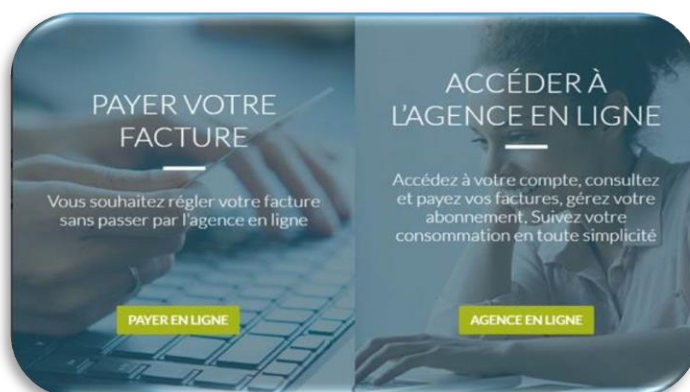 PAYER VOTRE
FACTURE
Vous souhaitez régler votre facture
sans passer par l'agence en ligne
PAYER EN LIGNE
ACCÉDER À
L'AGENCE EN LIGNE
Accédez à votre compte, consultez
et payez vos factures, gérez votre
abonnement, Suivez votre
consommation en toute simplicité
AGENCE EN LIGNE